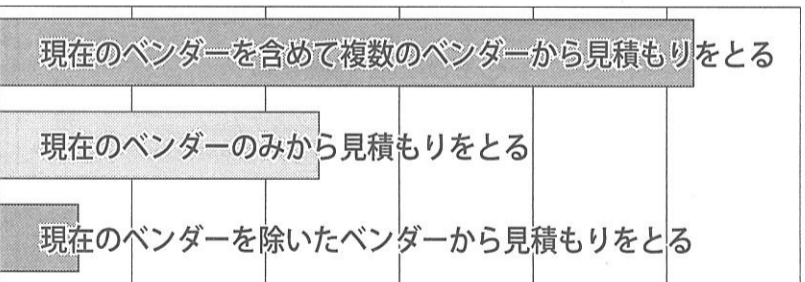 現在のベンダーを含めて複数のベンダーから見積もりをとる
現在のベンダーのみから見積もりをとる
現在のベンダーを除いたベンダーから見積もりをとる